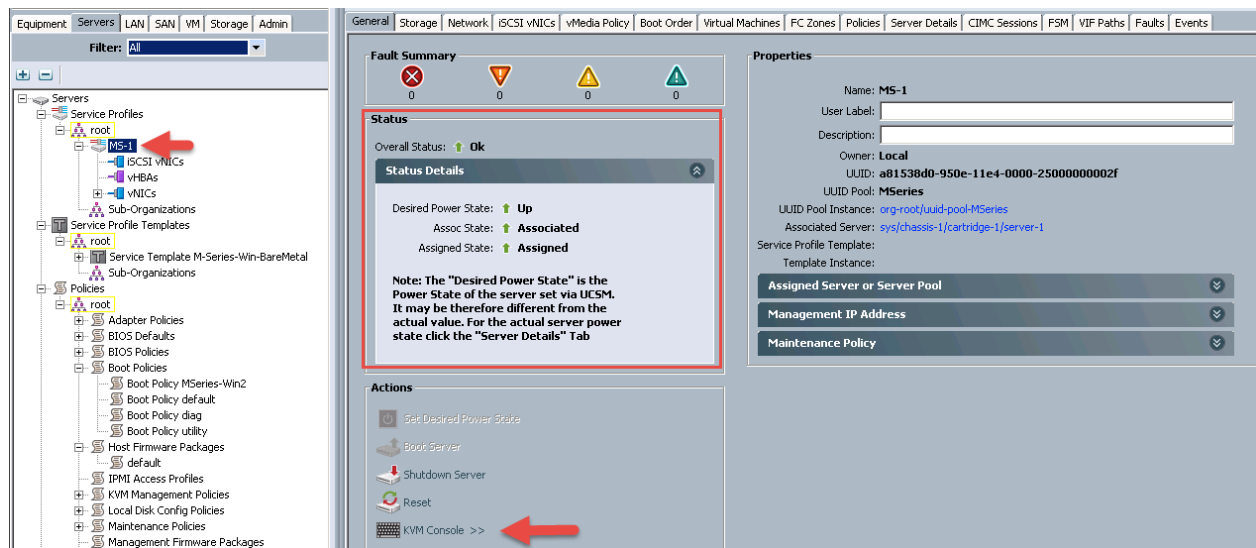 Equipment Servers LAN SAN VM Storage Admin
Filter: All
Servers
Service Profiles
root
MS-1
iSCSI vNICs
vHBAs
vNICs
Sub-Organizations
Service Profile Templates
root
Service Template M-Series-Win-BareMetal
Sub-Organizations
Policies
root
Adapter Policies
BIOS Defaults
BIOS Policies
Boot Policies
Boot Policy MSeries-Win2
Boot Policy default
Boot Policy diag
Boot Policy utility
Host Firmware Packages
default
IPMI Access Profiles
KVM Management Policies
Local Disk Config Policies
Maintenance Policies
Management Firmware Packages
General Storage Network iSCSI vNICs vMedia Policy Boot Order Virtual Machines FC Zones Policies Server Details CIMC Sessions FSM VIF Paths Faults Events
Fault Summary
0 0 0 0
Status
Overall Status: Ok
Status Details
Desired Power State: Up
Assoc State: Associated
Assigned State: Assigned
Note: The "Desired Power State" is the
Power State of the server set via UCSM.
It may be therefore different from the
actual value. For the actual server power
state click the "Server Details" Tab
Actions
Set Desired Power State
Boot Server
Shutdown Server
Reset
KVM Console >>
Properties
Name: MS-1
User Label:
Description:
Owner: Local
UUID: a81538d0-950e-11e4-0000-25000000002f
UUID Pool: MSeries
UUID Pool Instance: org-root/uuid-pool-MSeries
Associated Server: sys/chassis-1/cartridge-1/server-1
Service Profile Template:
Template Instance:
Assigned Server or Server Pool
Management IP Address
Maintenance Policy